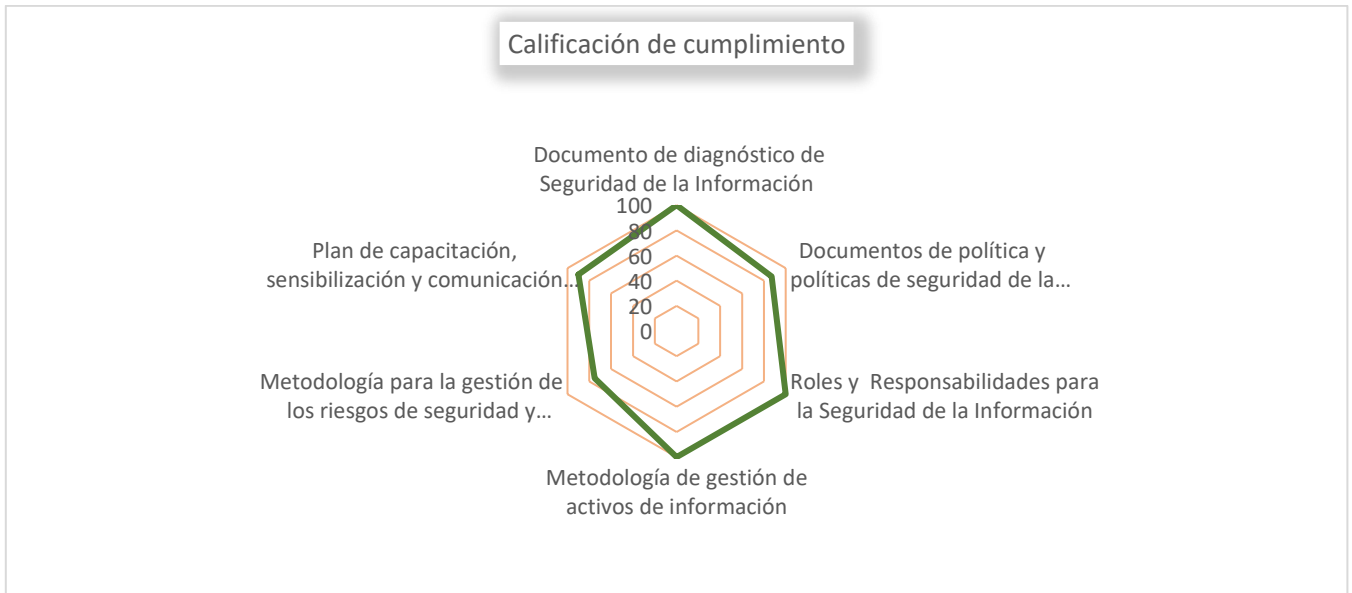 Calificación de cumplimiento
Documento de diagnóstico de
Seguridad de la Información
100
80
60
40
20
0
Documentos de política y
políticas de seguridad de la...
Roles y Responsabilidades para
la Seguridad de la Información
Metodología de gestión de
activos de información
Metodología para la gestión de
los riesgos de seguridad y...
Plan de capacitación,
sensibilización y comunicación...